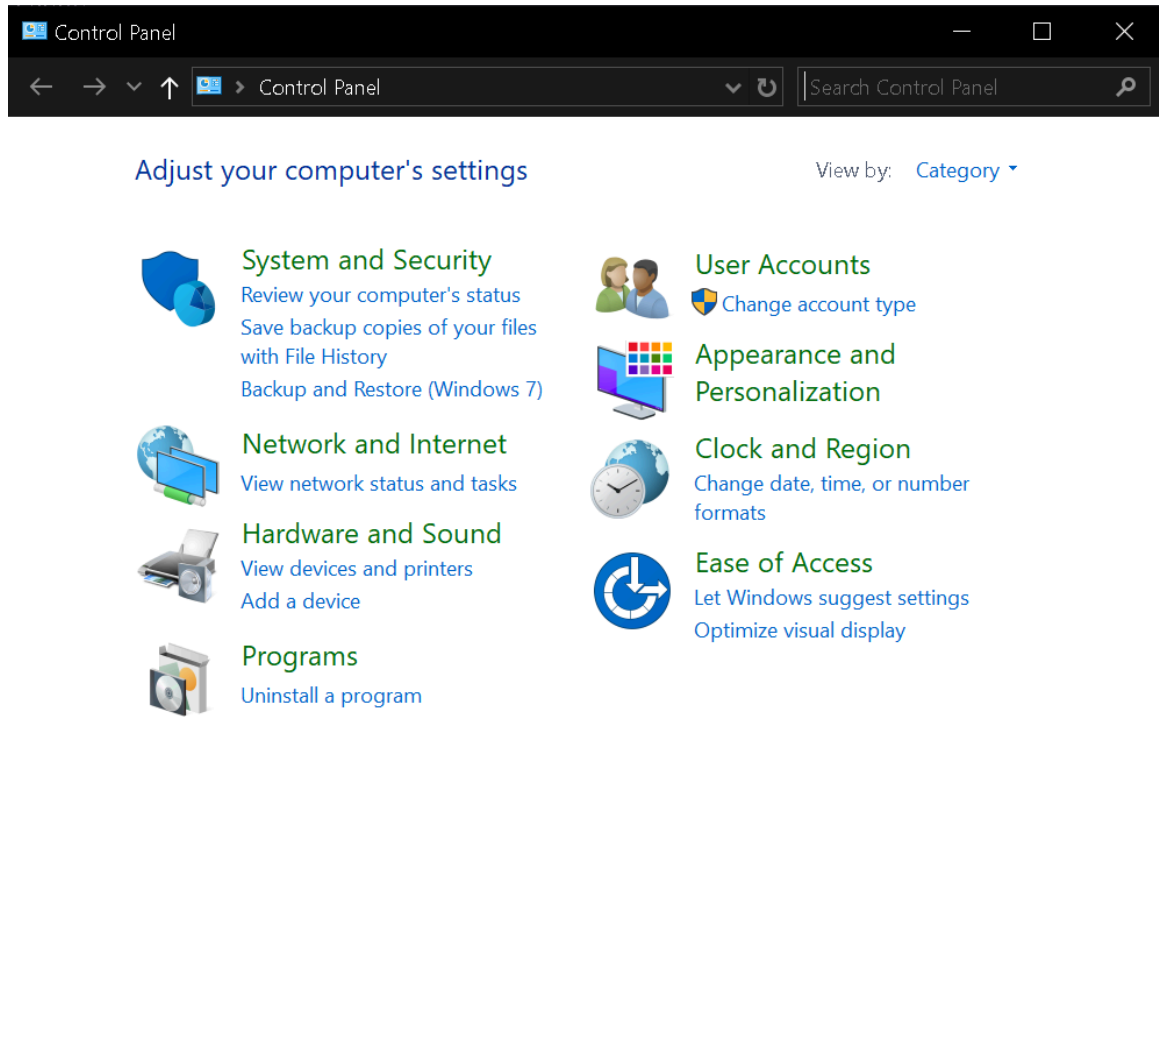 Control Panel
Control Panel
Search Control Panel
Adjust your computer's settings
View by: Category
System and Security
Review your computer's status
Save backup copies of your files
with File History
Backup and Restore (Windows 7)
Network and Internet
View network status and tasks
Hardware and Sound
View devices and printers
Add a device
Programs
Uninstall a program
User Accounts
Change account type
Appearance and
Personalization
Clock and Region
Change date, time, or number
formats
Ease of Access
Let Windows suggest settings
Optimize visual display